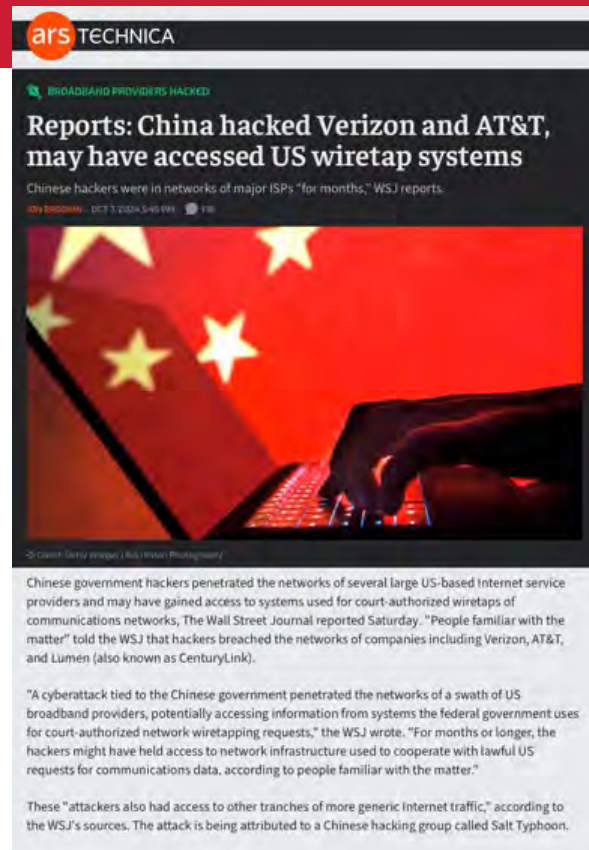 ars TECHNICA
BROADBAND PROVIDERS HACKED
Reports: China hacked Verizon and AT&T,
may have accessed US wiretap systems
Chinese hackers were in networks of major ISPs "for months," WSJ reports.
JON BRODKIN - OCT 7, 2024 5:45 PM
Chinese government hackers penetrated the networks of several large US-based Internet service
providers and may have gained access to systems used for court-authorized wiretaps of
communications networks, The Wall Street Journal reported Saturday. "People familiar with the
matter" told the WSJ that hackers breached the networks of companies including Verizon, AT&T,
and Lumen (also known as CenturyLink).
"A cyberattack tied to the Chinese government penetrated the networks of a swath of US
broadband providers, potentially accessing information from systems the federal government uses
for court-authorized network wiretapping requests," the WSJ wrote. "For months or longer, the
hackers might have held access to network infrastructure used to cooperate with lawful US
requests for communications data, according to people familiar with the matter."
These "attackers also had access to other tranches of more generic Internet traffic," according to
the WSJ's sources. The attack is being attributed to a Chinese hacking group called Salt Typhoon.